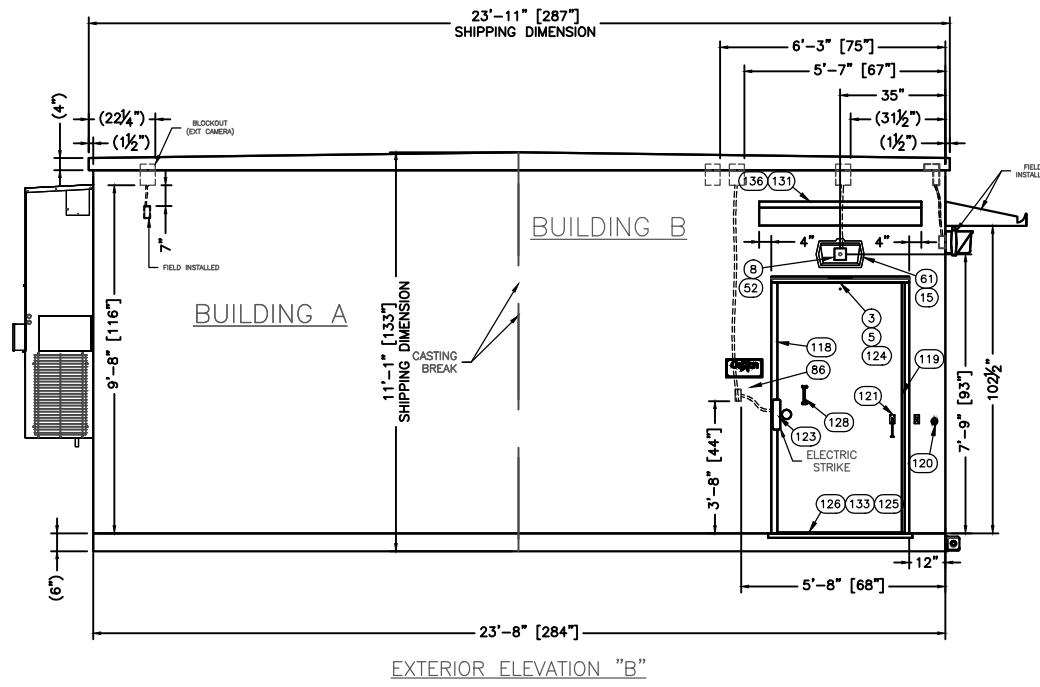 23'-11" [287"]
SHIPPING DIMENSION
6'-3" [75"]
5'-7" [67"]
35"
(4")
(22¼")
BLOCKOUT
(EXT CAMERA)
(31½")
(1½")
(1½")
FIELD
136 131
7"
BUILDING B
4" 4"
FIELD INSTALLED
8
52
61
15
BUILDING A
9'-8" [116"]
11'-1" [133"]
SHIPPING DIMENSION
CASTING
BREAK
3
5
124
118
119
86
121
128
123
120
ELECTRIC
STRIKE
3'-8" [44"]
7'-9" [93"]
102½"
126 133 125
(6")
12"
5'-8" [68"]
23'-8" [284"]
EXTERIOR ELEVATION "B"